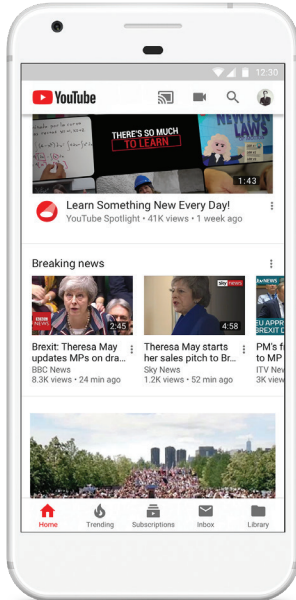 12:30
YouTube
THERE'S SO MUCH
TO LEARN
NEW
LAWS
1:43
Learn Something New Every Day!
YouTube Spotlight • 41K views • 1 week ago
Breaking news
BBC
NEWS
2:45
sky news
4:58
NEWS
EU APPR
BREXIT D
Brexit: Theresa May
updates MPs on dra...
BBC News
8.3K views • 24 min ago
Theresa May starts
her sales pitch to Br...
Sky News
1.2K views • 52 min ago
PM's f
to MP
ITV New
3K view
Home
Trending
Subscriptions
Inbox
Library